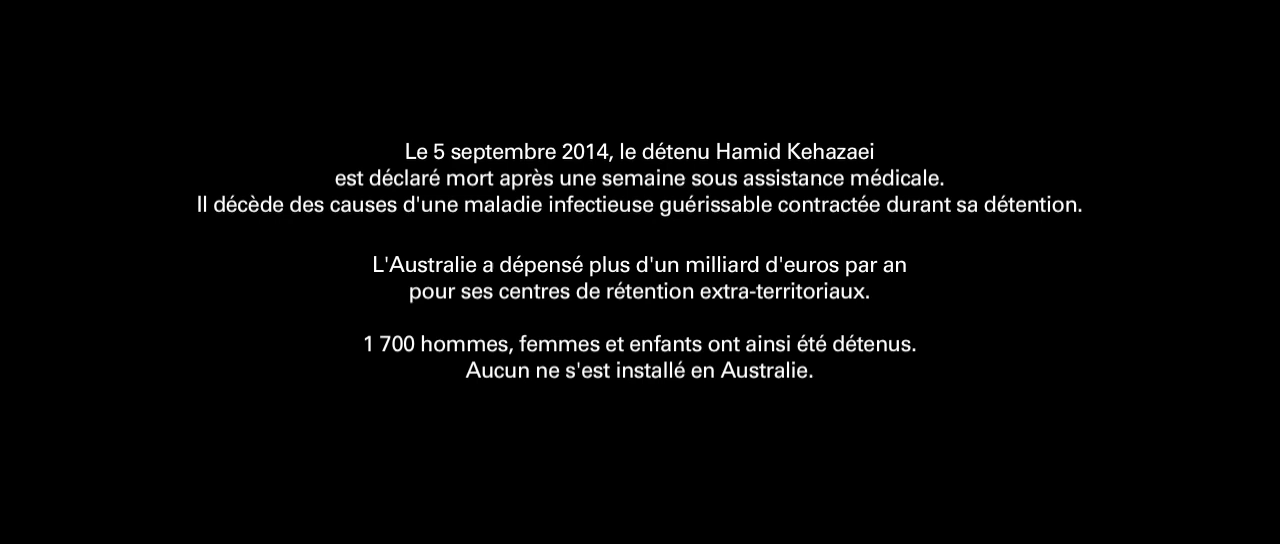 Le 5 septembre 2014, le détenu Hamid Kehazaei
est déclaré mort après une semaine sous assistance médicale.
Il décède des causes d'une maladie infectieuse guérissable contractée durant sa détention.
L'Australie a dépensé plus d'un milliard d'euros par an
pour ses centres de rétention extra-territoriaux.
1 700 hommes, femmes et enfants ont ainsi été détenus.
Aucun ne s'est installé en Australie.